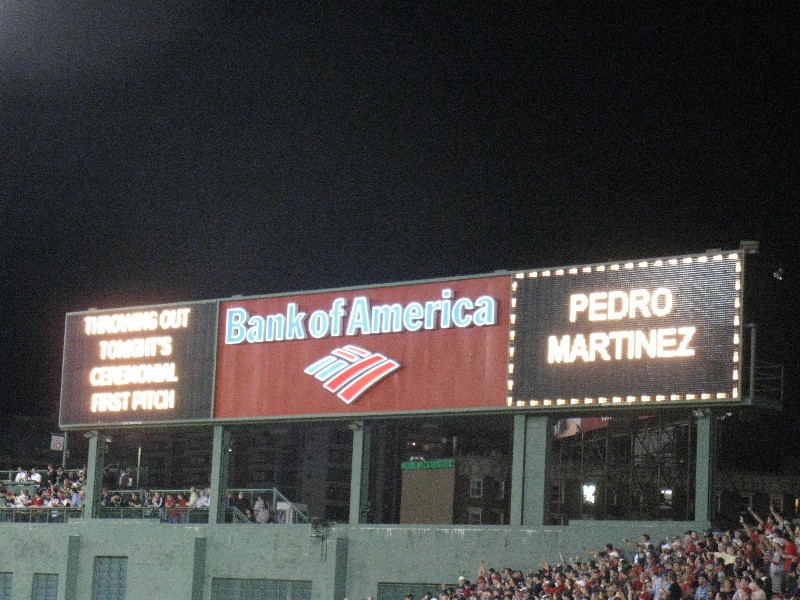 THROWING OUT
TONIGHT'S
CEREMONIAL
FIRST PITCH
Bank of America
PEDRO
MARTINEZ